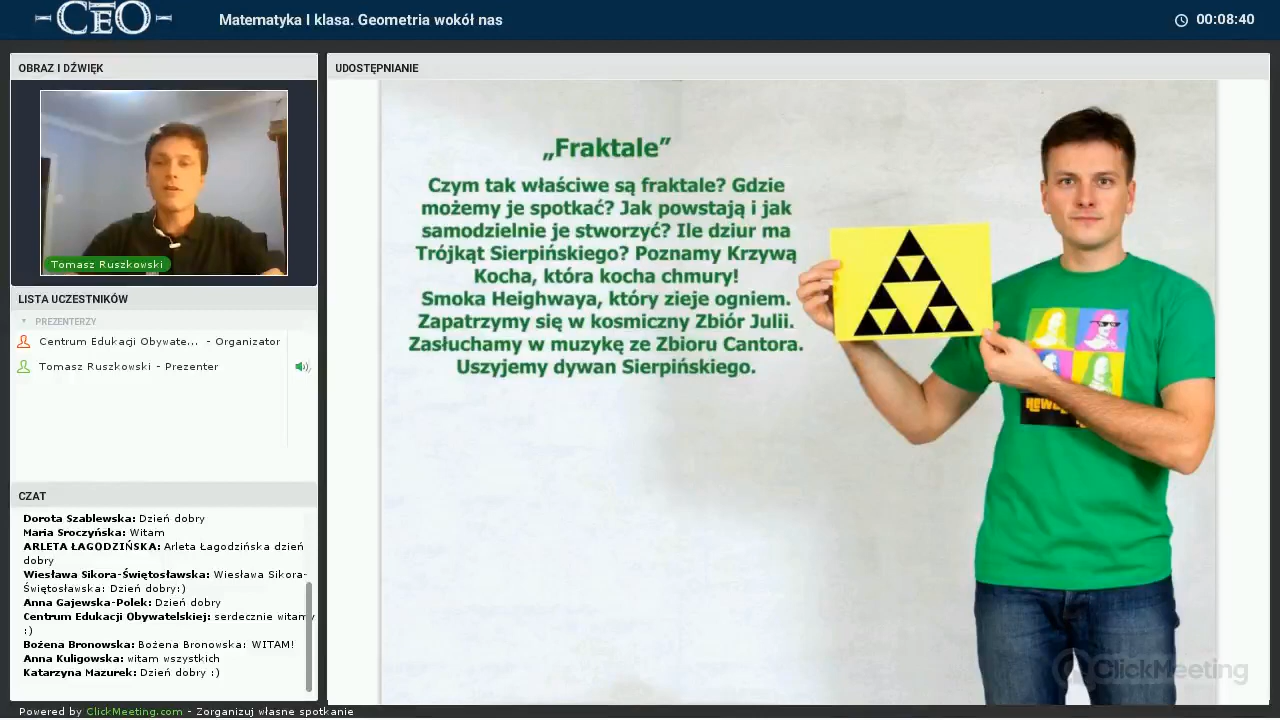 CEO
Matematyka I klasa. Geometria wokół nas
00:08:40
OBRAZ I DŹWIĘK
Tomasz Ruszkowski
LISTA UCZESTNIKÓW
PREZENTERZY
Centrum Edukacji Obywate... - Organizator
Tomasz Ruszkowski - Prezenter
CZAT
Dorota Szablewska: Dzień dobry
Maria Sroczyńska: Witam
ARLETA ŁAGODZIŃSKA: Arleta Łagodzińska dzień
dobry
Wiesława Sikora-Świętosławska: Wiesława Sikora-
Świętosławska: Dzień dobry:)
Anna Gajewska-Polek: Dzień dobry
Centrum Edukacji Obywatelskiej: serdecznie witamy
:)
Bożena Bronowska: Bożena Bronowska: WITAM!
Anna Kuligowska: witam wszystkich
Katarzyna Mazurek: Dzień dobry :)
Powered by ClickMeeting.com - Zorganizuj własne spotkanie
UDOSTĘPNIANIE
„Fraktale”
Czym tak właściwe są fraktale? Gdzie
możemy je spotkać? Jak powstają i jak
samodzielnie je stworzyć? Ile dziur ma
Trójkąt Sierpińskiego? Poznamy Krzywą
Kocha, która kocha chmury!
Smoka Heighwaya, który zieje ogniem.
Zapatrzymy się w kosmiczny Zbiór Julii.
Zasłuchamy w muzykę ze Zbioru Cantora.
Uszyjemy dywan Sierpińskiego.
ClickMeeting